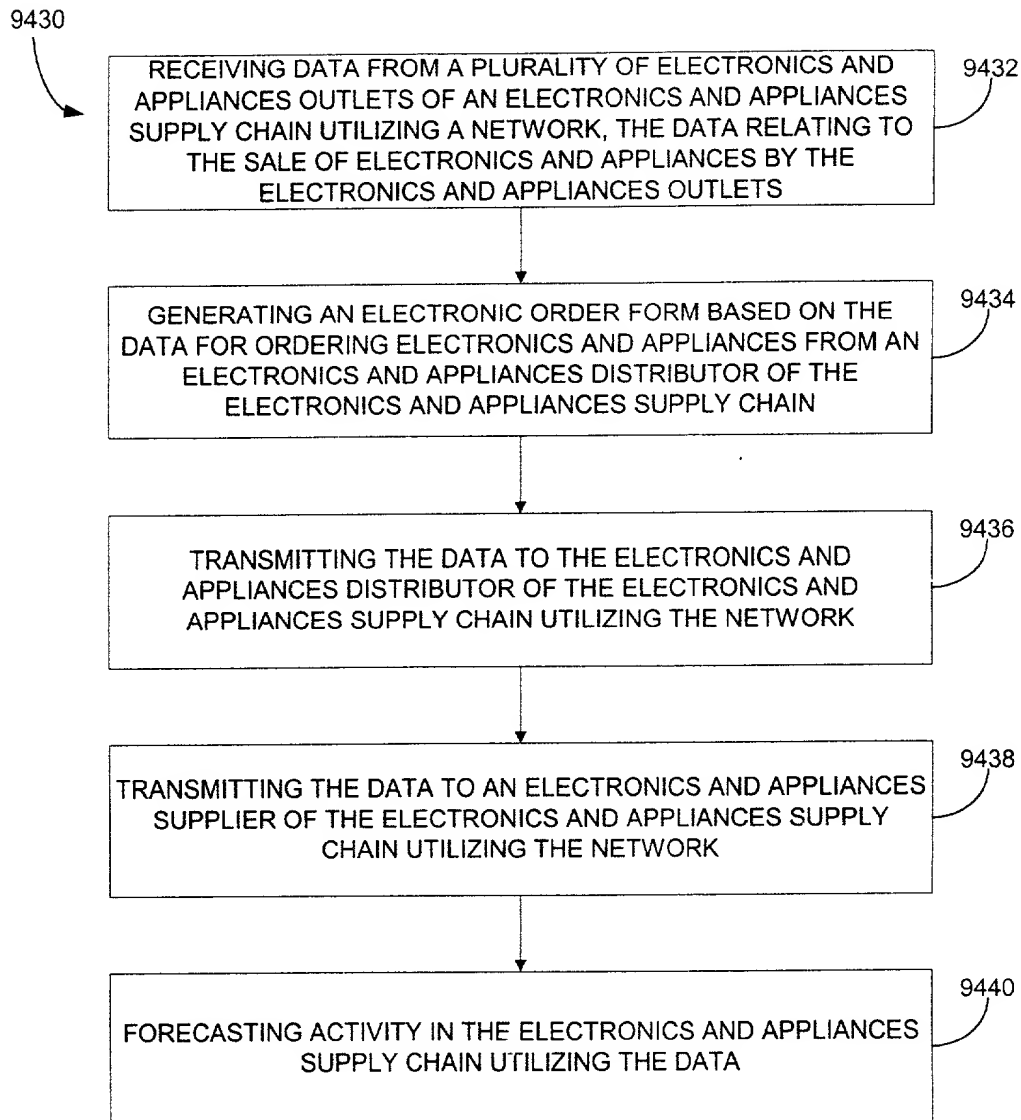 9430
RECEIVING DATA FROM A PLURALITY OF ELECTRONICS AND
APPLIANCES OUTLETS OF AN ELECTRONICS AND APPLIANCES
SUPPLY CHAIN UTILIZING A NETWORK, THE DATA RELATING TO
THE SALE OF ELECTRONICS AND APPLIANCES BY THE
ELECTRONICS AND APPLIANCES OUTLETS
9432
GENERATING AN ELECTRONIC ORDER FORM BASED ON THE
DATA FOR ORDERING ELECTRONICS AND APPLIANCES FROM AN
ELECTRONICS AND APPLIANCES DISTRIBUTOR OF THE
ELECTRONICS AND APPLIANCES SUPPLY CHAIN
9434
TRANSMITTING THE DATA TO THE ELECTRONICS AND
APPLIANCES DISTRIBUTOR OF THE ELECTRONICS AND
APPLIANCES SUPPLY CHAIN UTILIZING THE NETWORK
9436
TRANSMITTING THE DATA TO AN ELECTRONICS AND APPLIANCES
SUPPLIER OF THE ELECTRONICS AND APPLIANCES SUPPLY
CHAIN UTILIZING THE NETWORK
9438
FORECASTING ACTIVITY IN THE ELECTRONICS AND APPLIANCES
SUPPLY CHAIN UTILIZING THE DATA
9440